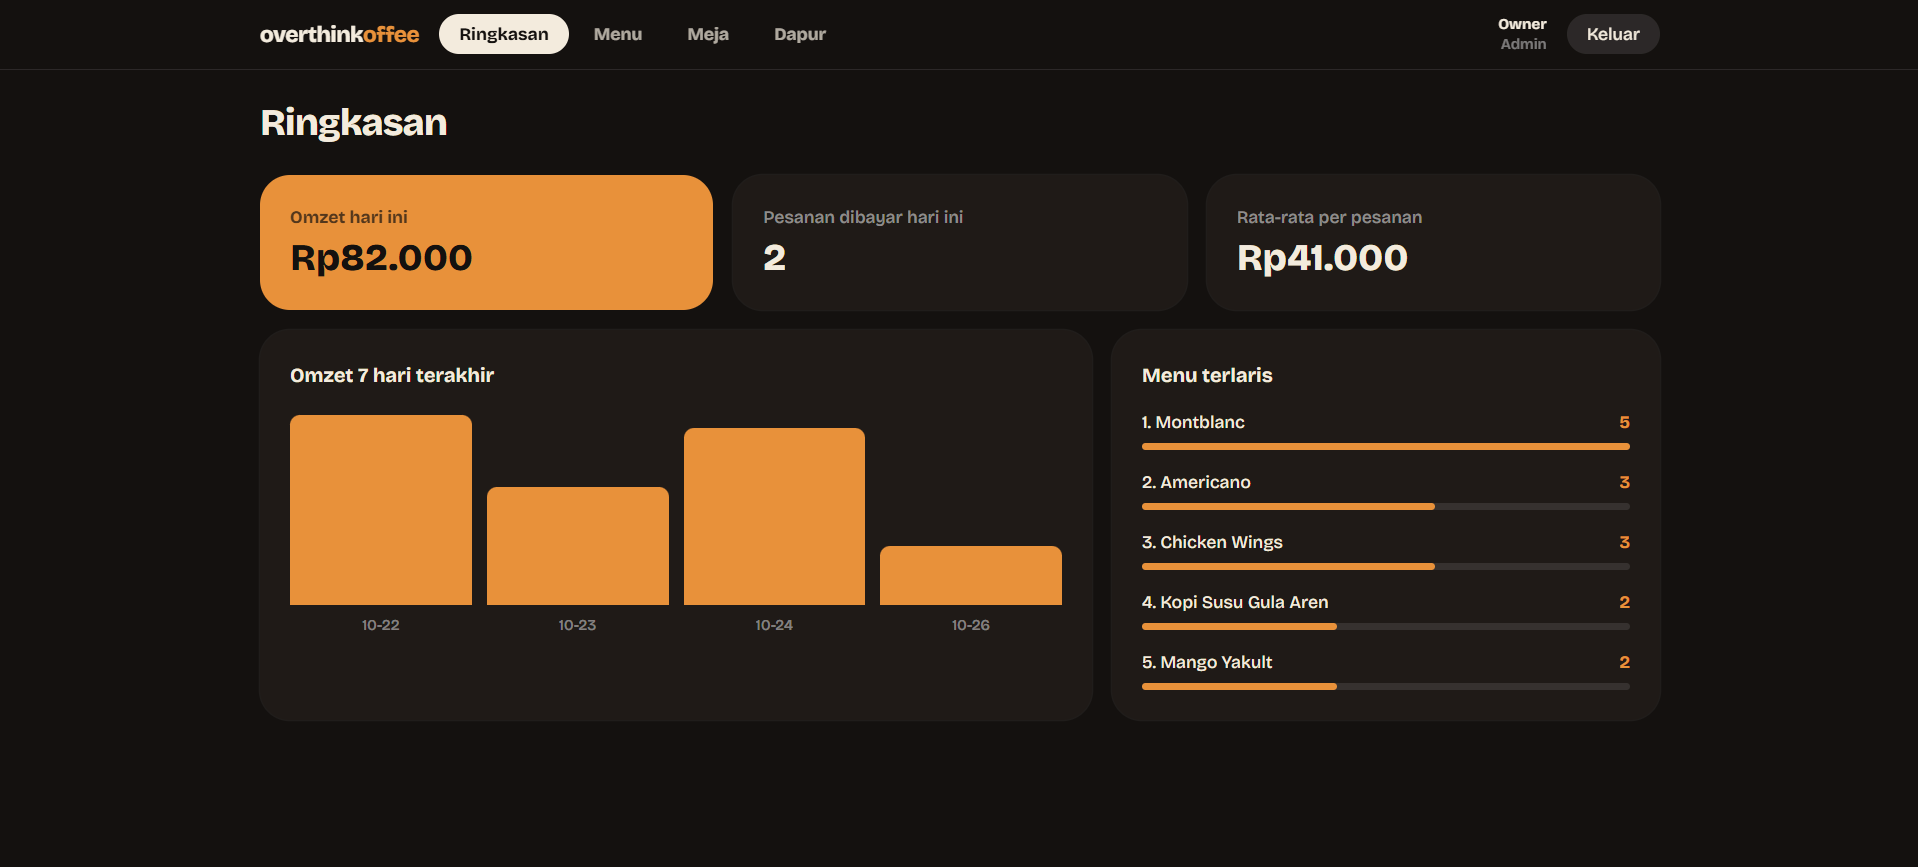 overthinkoffee
Ringkasan
Menu
Meja
Dapur
Owner
Admin
Keluar
Ringkasan
Omzet hari ini
Rp82.000
Pesanan dibayar hari ini
2
Rata-rata per pesanan
Rp41.000
Omzet 7 hari terakhir
10-22
10-23
10-24
10-26
Menu terlaris
1. Montblanc 5
2. Americano 3
3. Chicken Wings 3
4. Kopi Susu Gula Aren 2
5. Mango Yakult 2